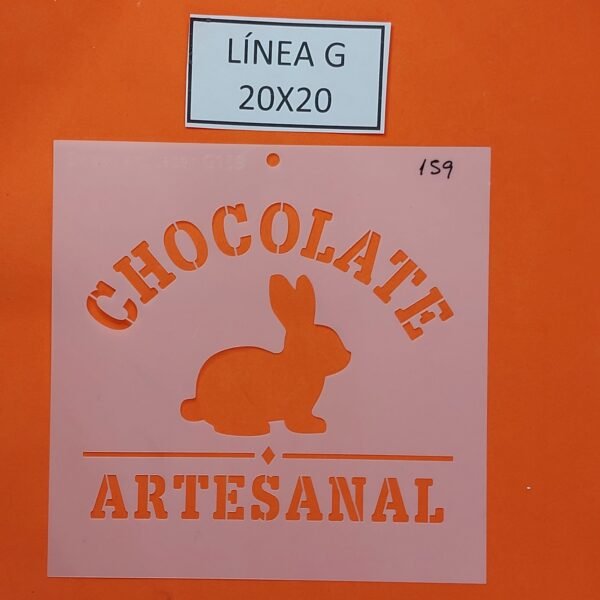 LÍNEA G
20X20
159
CHOCOLATE
ARTESANAL